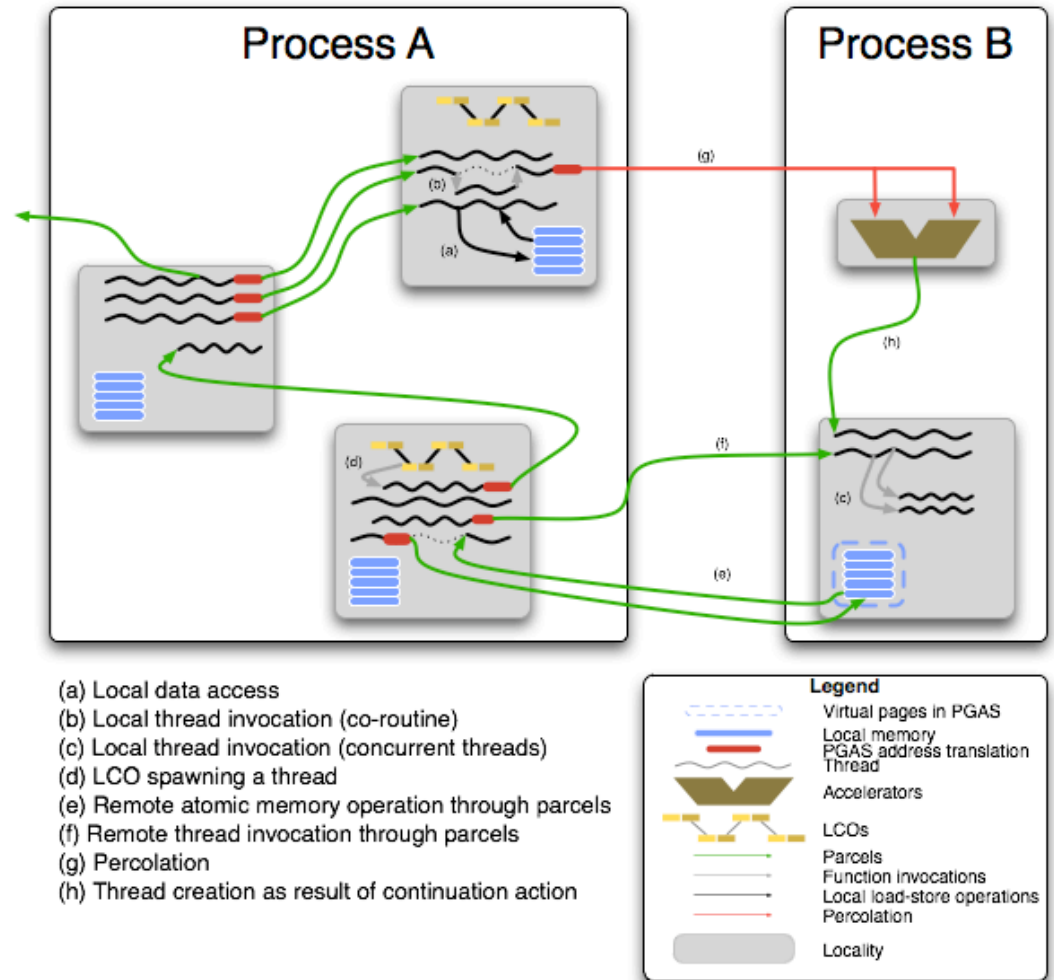 Process A
Process B
(g)
(b)
(a)
(h)
(d)
(f)
(c)
(e)
(a) Local data access
(b) Local thread invocation (co-routine)
(c) Local thread invocation (concurrent threads)
(d) LCO spawning a thread
(e) Remote atomic memory operation through parcels
(f) Remote thread invocation through parcels
(g) Percolation
(h) Thread creation as result of continuation action
Legend
Virtual pages in PGAS
Local memory
PGAS address translation
Thread
Accelerators
LCOs
Parcels
Function invocations
Local load-store operations
Percolation
Locality